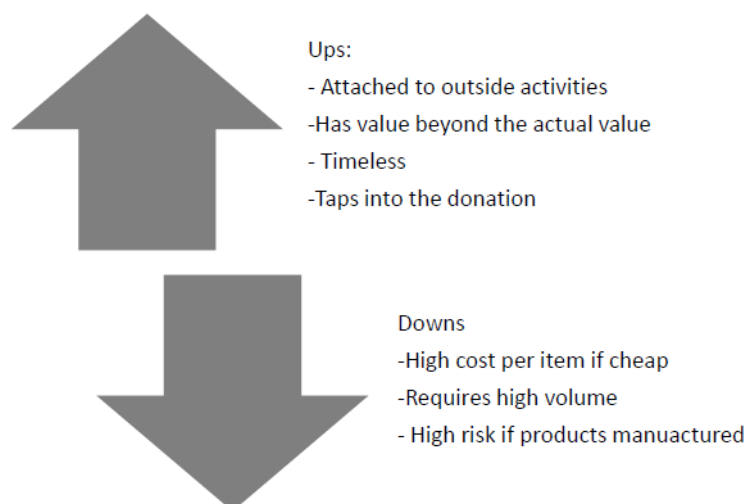 Ups:
- Attached to outside activities
-Has value beyond the actual value
- Timeless
-Taps into the donation
Downs
-High cost per item if cheap
-Requires high volume
- High risk if products manuactured